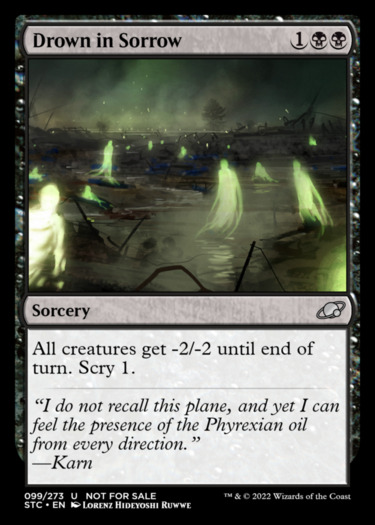 Drown in Sorrow 1
Sorcery
All creatures get -2/-2 until end of
turn. Scry 1.
“I do not recall this plane, and yet I can
feel the presence of the Phyrexian oil
from every direction.”
—Karn
099/273 U NOT FOR SALE
STC • EN Lorenz Hideyoshi Ruwwe
™ & © 2022 Wizards of the Coast